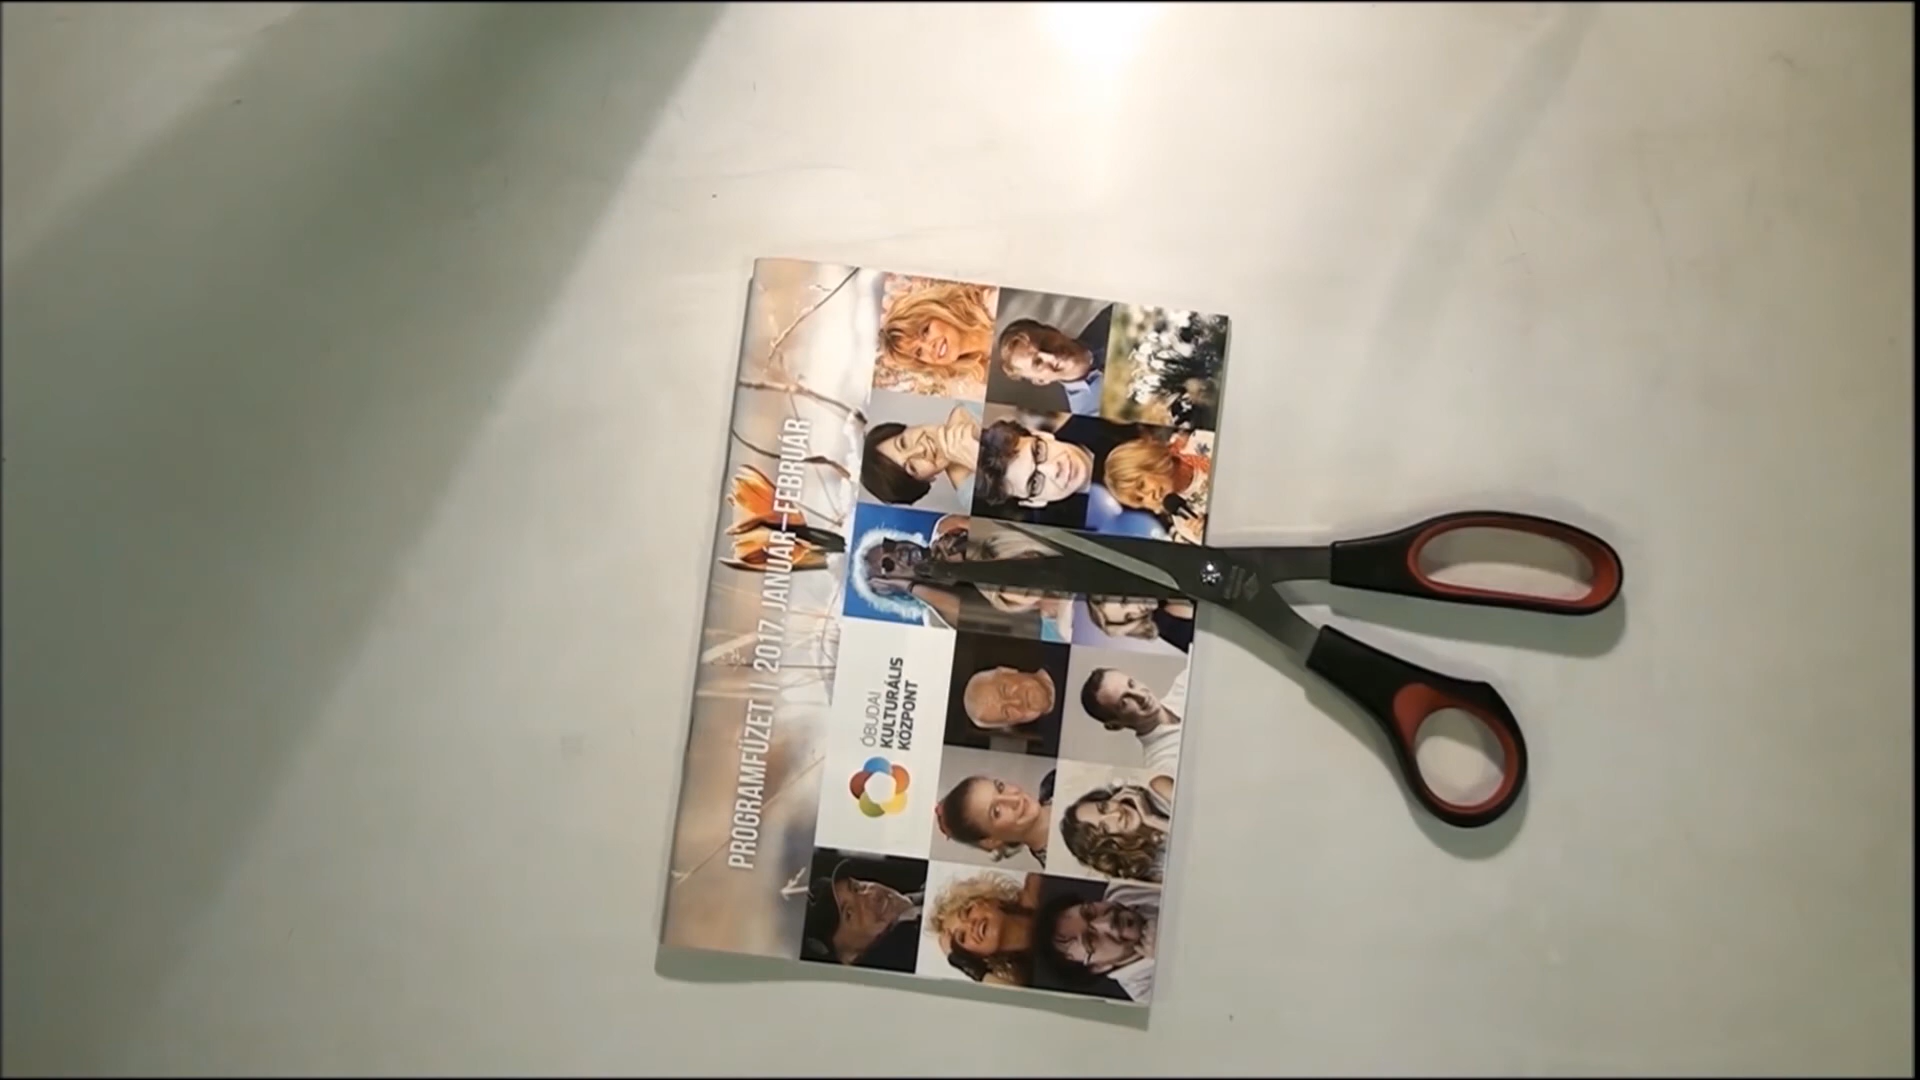 PROGRAMFÜZET | 2017. JANUÁR–FEBRUÁR
ÓBUDAI
KULTURÁLIS
KÖZPONT